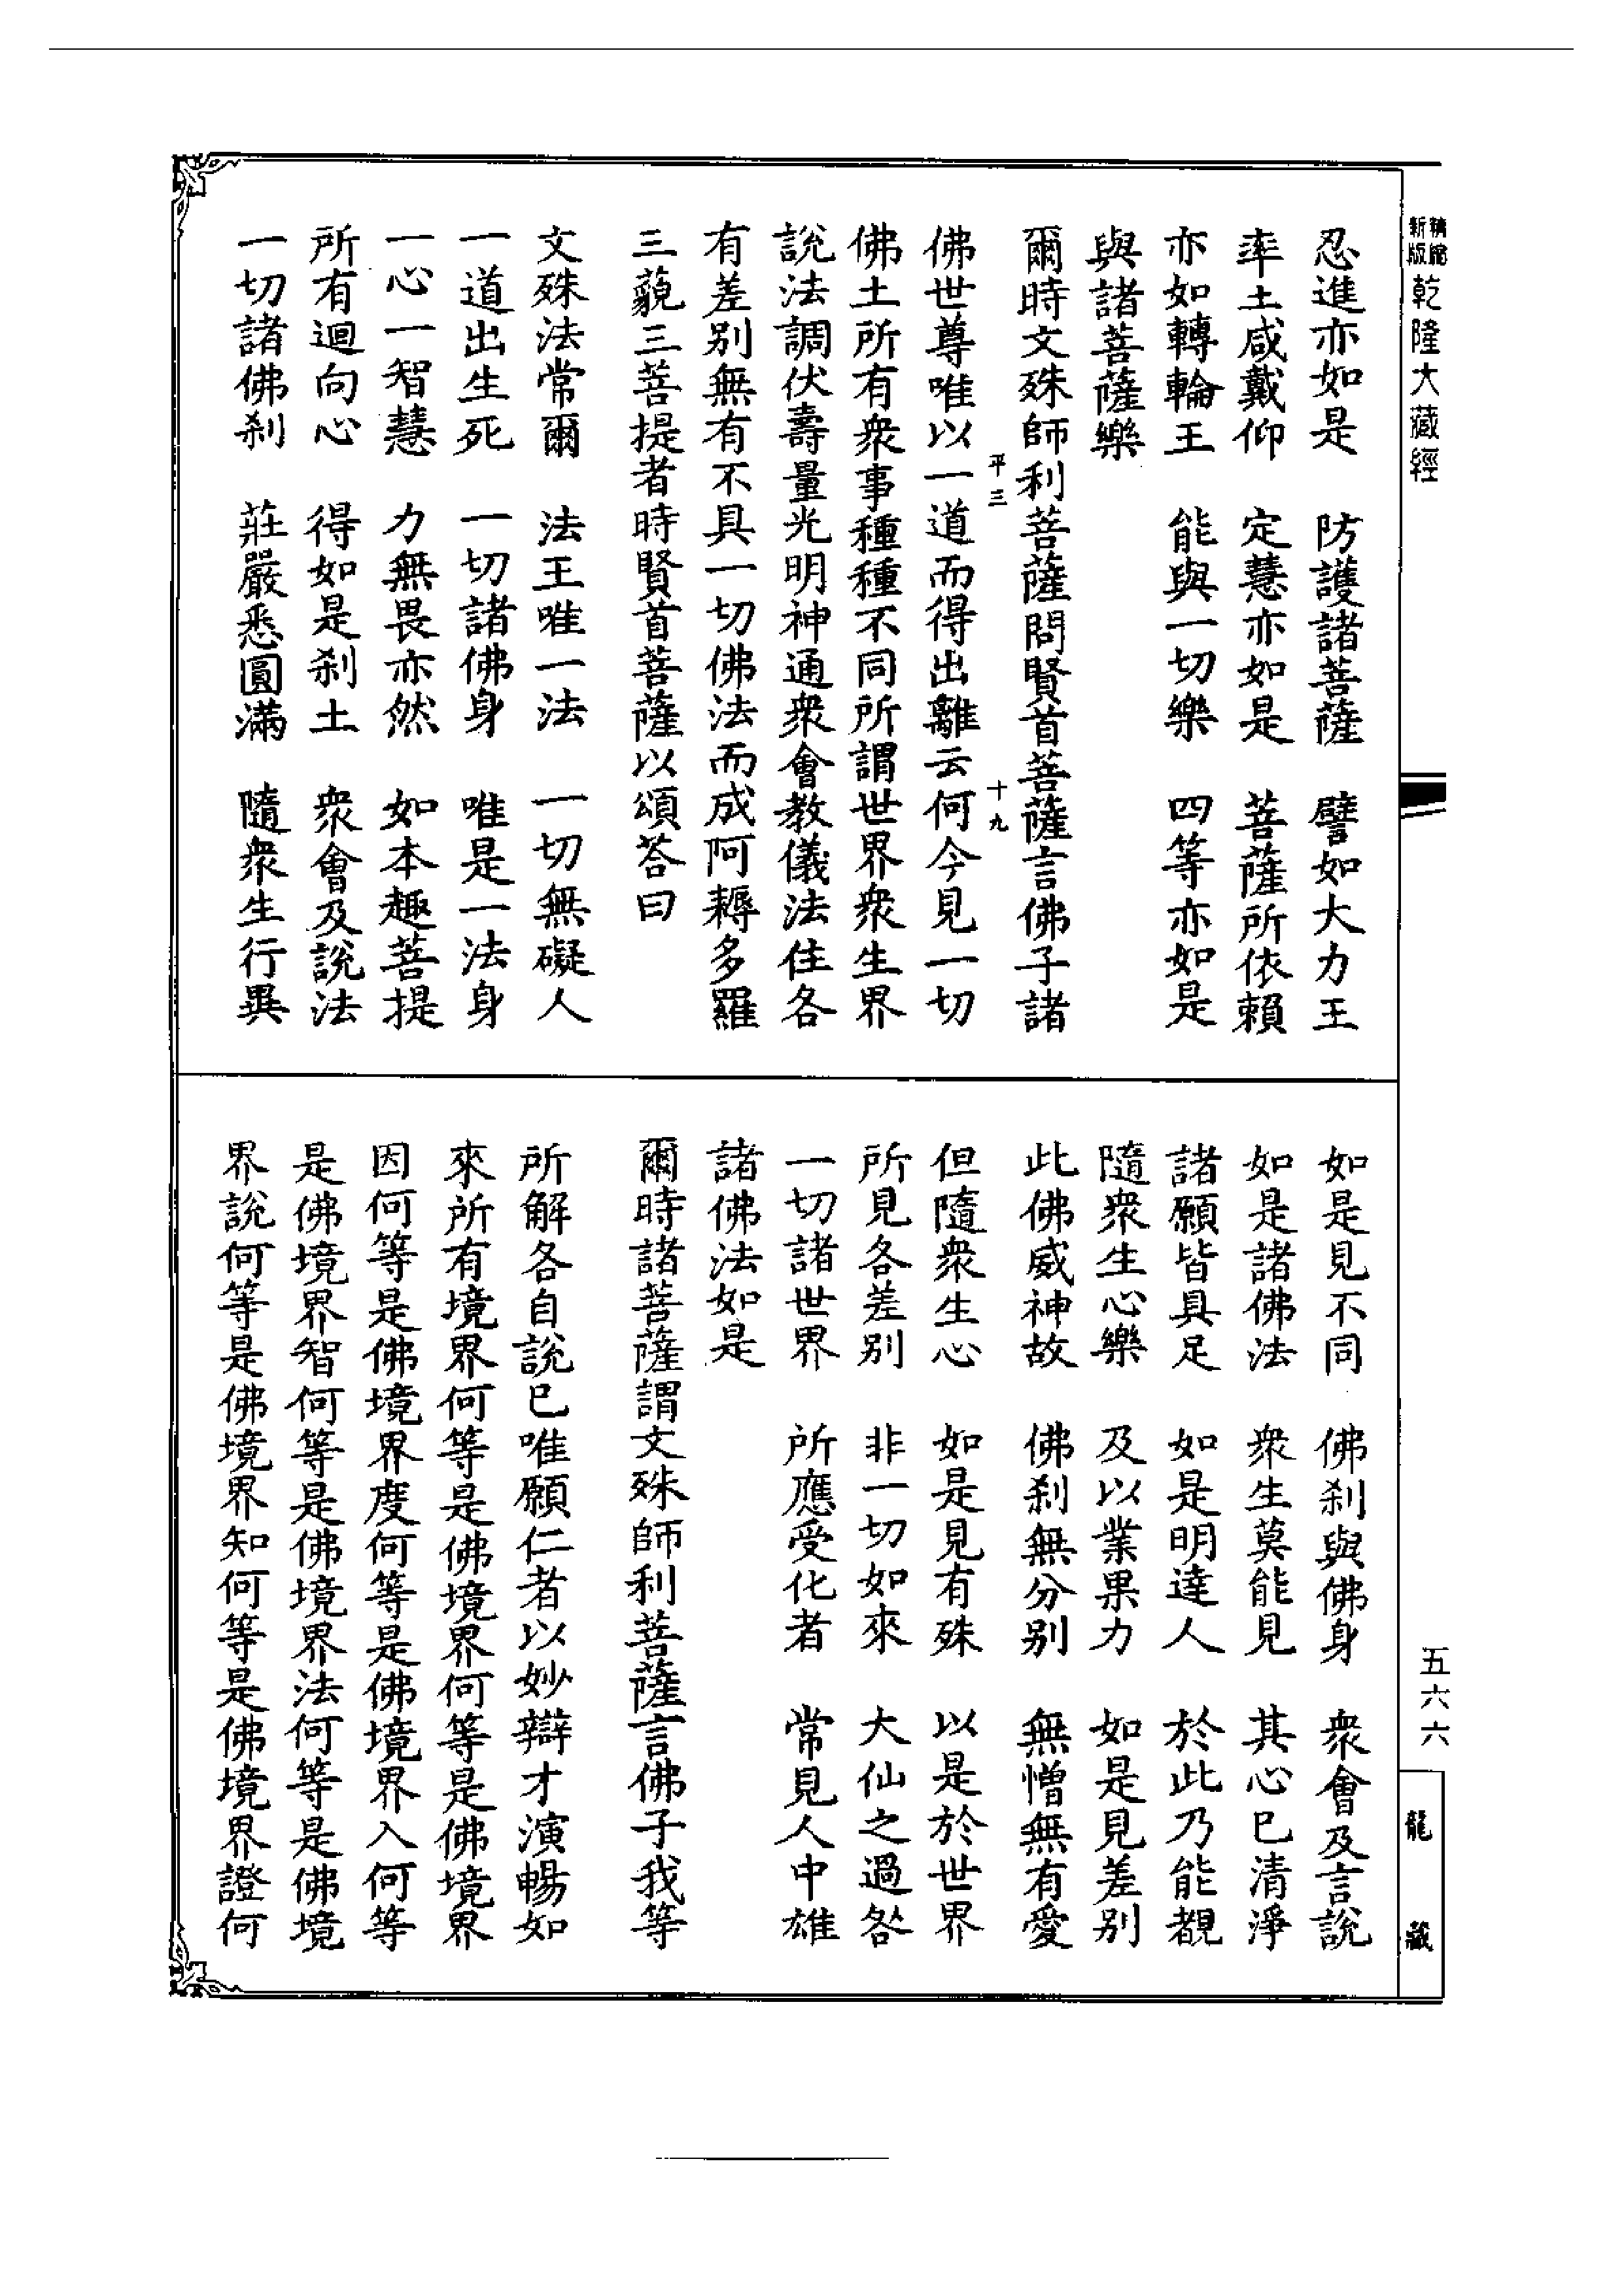 精縮新版乾隆大藏經
忍進亦如是　防護諸菩薩　譬如大力王
率土咸戴仰　定慧亦如是　菩薩所依賴
亦如轉輪王　能與一切樂　四等亦如是
與諸菩薩樂
爾時文殊師利菩薩問賢首菩薩言佛子諸
平三　十九
佛世尊唯以一道而得出離云何今見一切
佛土所有衆事種種不同所謂世界衆生界
說法調伏壽量光明神通衆會教儀法住各
有差別無有不具一切佛法而成阿耨多羅
三藐三菩提者時賢首菩薩以頌荅曰
文殊法常爾　法王唯一法　一切無礙人
一道出生死　一切諸佛身　唯是一法身
一心一智慧　力無畏亦然　如本趣菩提
所有迴向心　得如是刹土　衆會及說法
一切諸佛刹　莊嚴悉圓滿　隨衆生行異
如是見不同　佛刹與佛身　衆會及言說
如是諸佛法　衆生莫能見　其心已清淨
諸願皆具足　如是明達人　於此乃能覩
隨衆生心樂　及以業果力　如是見差別
此佛威神故　佛刹無分別　無憎無有愛
但隨衆生心　如是見有殊　以是於世界
所見各差別　非一切如來　大仙之過咎
一切諸世界　所應受化者　常見人中雄
諸佛法如是
爾時諸菩薩謂文殊師利菩薩言佛子我等
所解各自說已唯願仁者以妙辯才演暢如
來所有境界何等是佛境界何等是佛境界
因何等是佛境界度何等是佛境界入何等
是佛境界智何等是佛境界法何等是佛境
界說何等是佛境界知何等是佛境界證何
五六六
龍藏